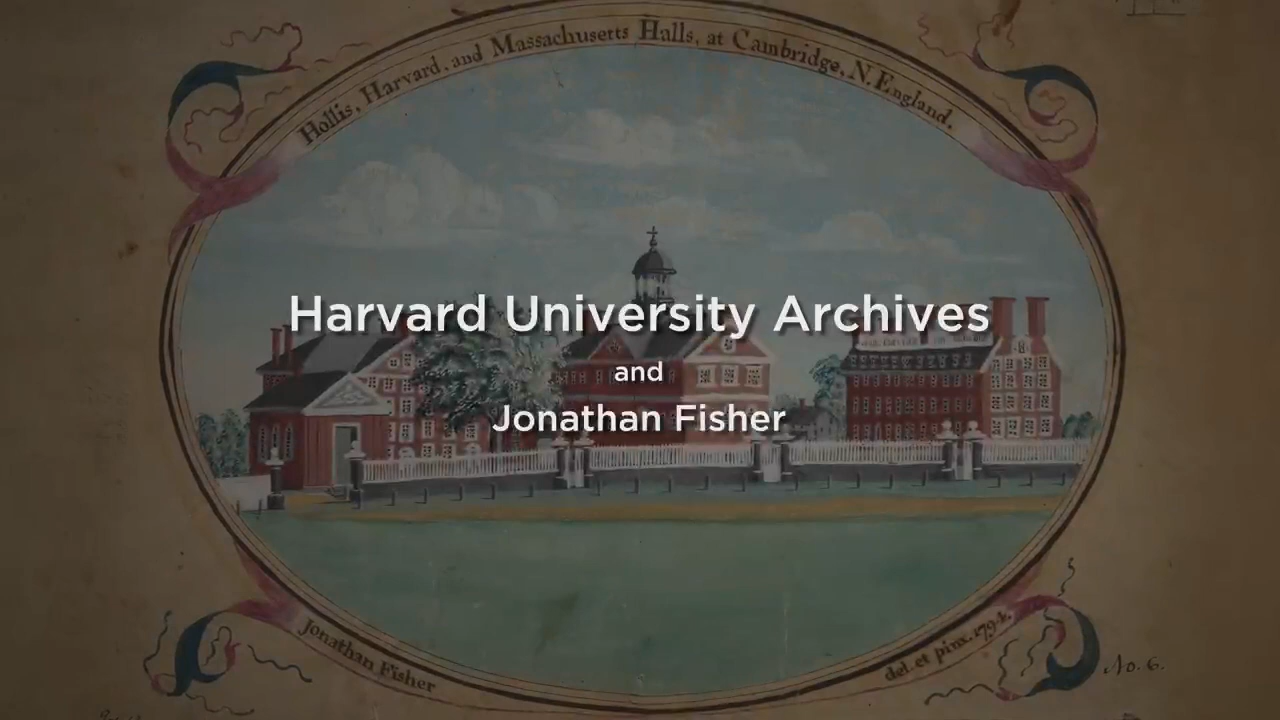 Hollis, Harvard, and Massachusetts Halls, at Cambridge, N. England.
Harvard University Archives
and
Jonathan Fisher
Jonathan Fisher
del. et pinx. 1794.
No. 6.